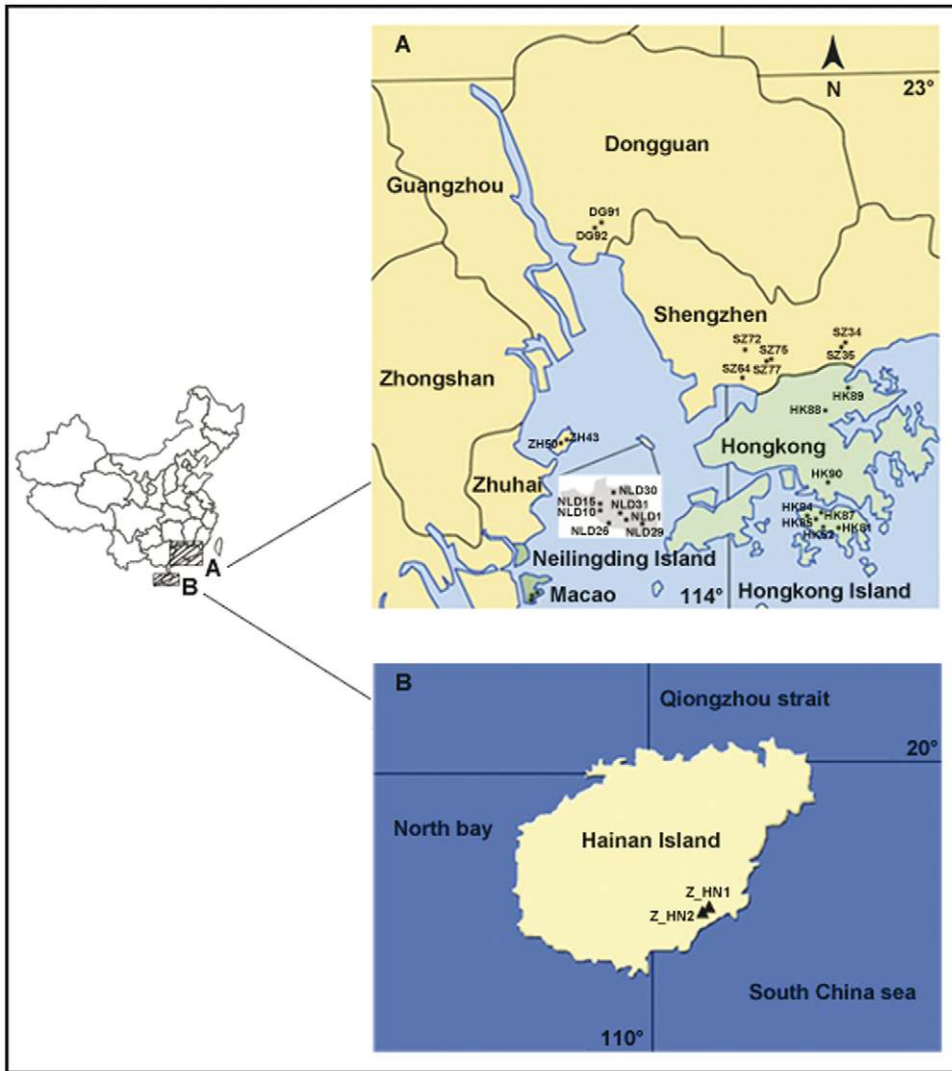 A
N
23°
Dongguan
Guangzhou
DG91
DG92
Shengzhen
SZ34
SZ72
SZ75
SZ35
SZ64
SZ77
Zhongshan
HK89
HK88
Hongkong
ZH50
ZH43
Zhuhai
HK90
NLD30
NLD15
NLD31
NLD10
NLD1
NLD26
NLD29
HK84
HK87
HK85
HK81
HK52
Neilingding Island
Macao
114°
Hongkong Island
A
B
B
Qiongzhou strait
20°
North bay
Hainan Island
Z_HN1
Z_HN2
South China sea
110°